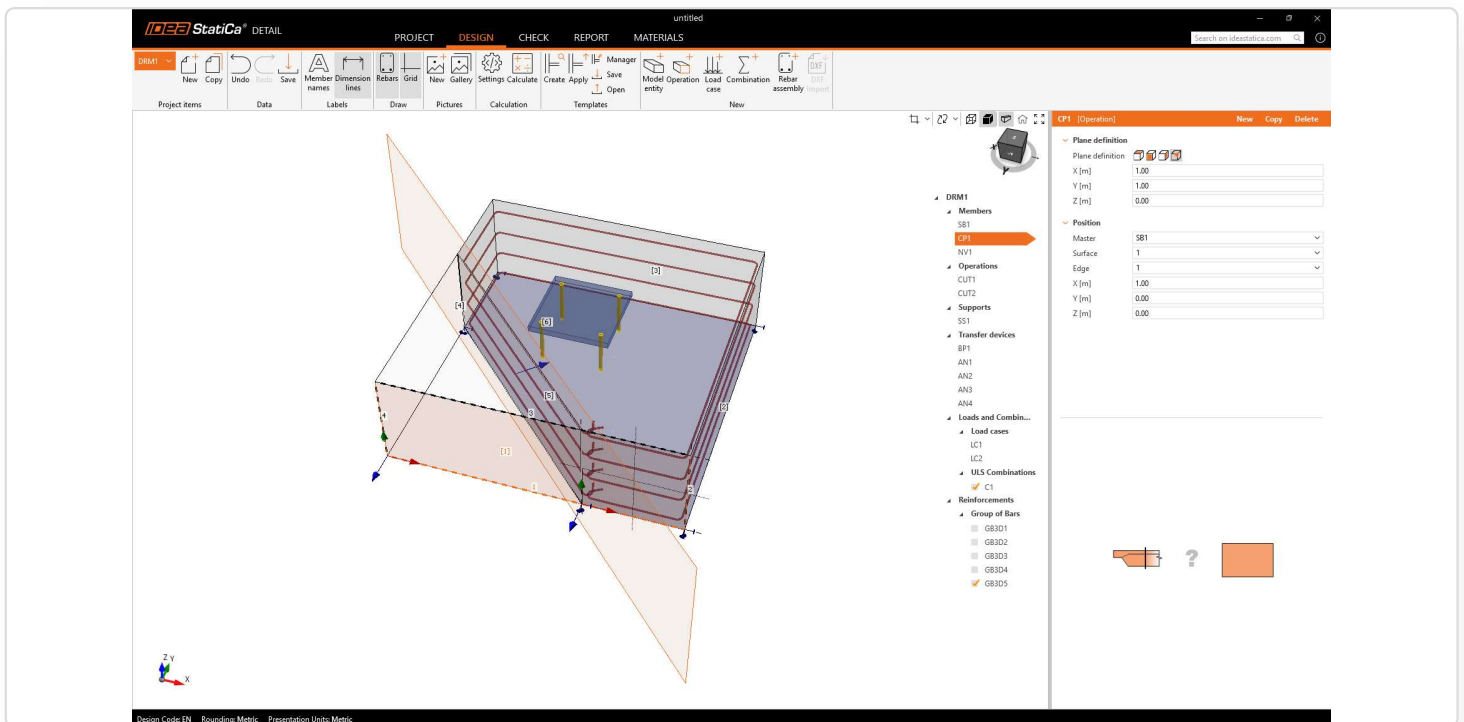 untitled
IDEA StatiCa® DETAIL
PROJECT DESIGN CHECK REPORT MATERIALS
Search on ideastatica.com
DRM1
New Copy Undo Redo Save Member names Dimension lines Rebars Grid New Gallery Settings Calculate Create Apply Manager Save Open Model entity Operation Load case Combination Rebar assembly DXF Import
Project items Data Labels Draw Pictures Calculation Templates New
CP1 [Operation] New Copy Delete
Plane definition
Plane definition
X [m] 1.00
Y [m] 1.00
Z [m] 0.00
Position
Master SB1
Surface 1
Edge 1
X [m] 1.00
Y [m] 0.00
Z [m] 0.00
?
DRM1
Members
SB1
CP1
NV1
Operations
CUT1
CUT2
Supports
SS1
Transfer devices
BP1
AN1
AN2
AN3
AN4
Loads and Combin...
Load cases
LC1
LC2
ULS Combinations
C1
Reinforcements
Group of Bars
GB3D1
GB3D2
GB3D3
GB3D4
GB3D5
[3]
[4]
[6]
[5]
[2]
3
4
[1]
1
2
Z Y
X
Design Code: EN Rounding: Metric Presentation Units: Metric